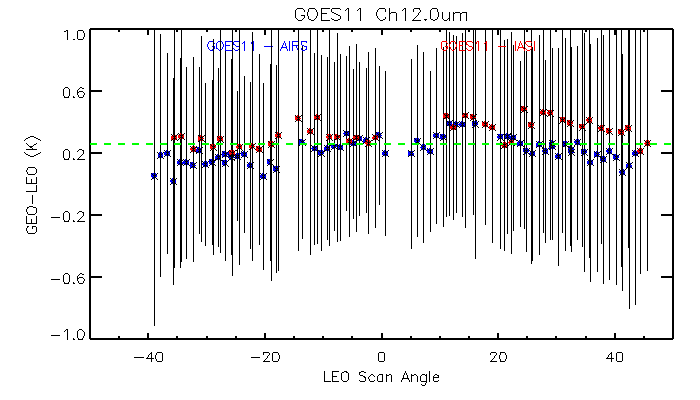 GOES11 Ch12.0um
1.0
GOES11 - AIRS
GOES11 - IASI
0.6
0.2
-0.2
-0.6
-1.0
GEO-LEO (K)
-40 -20 0 20 40
LEO Scan Angle